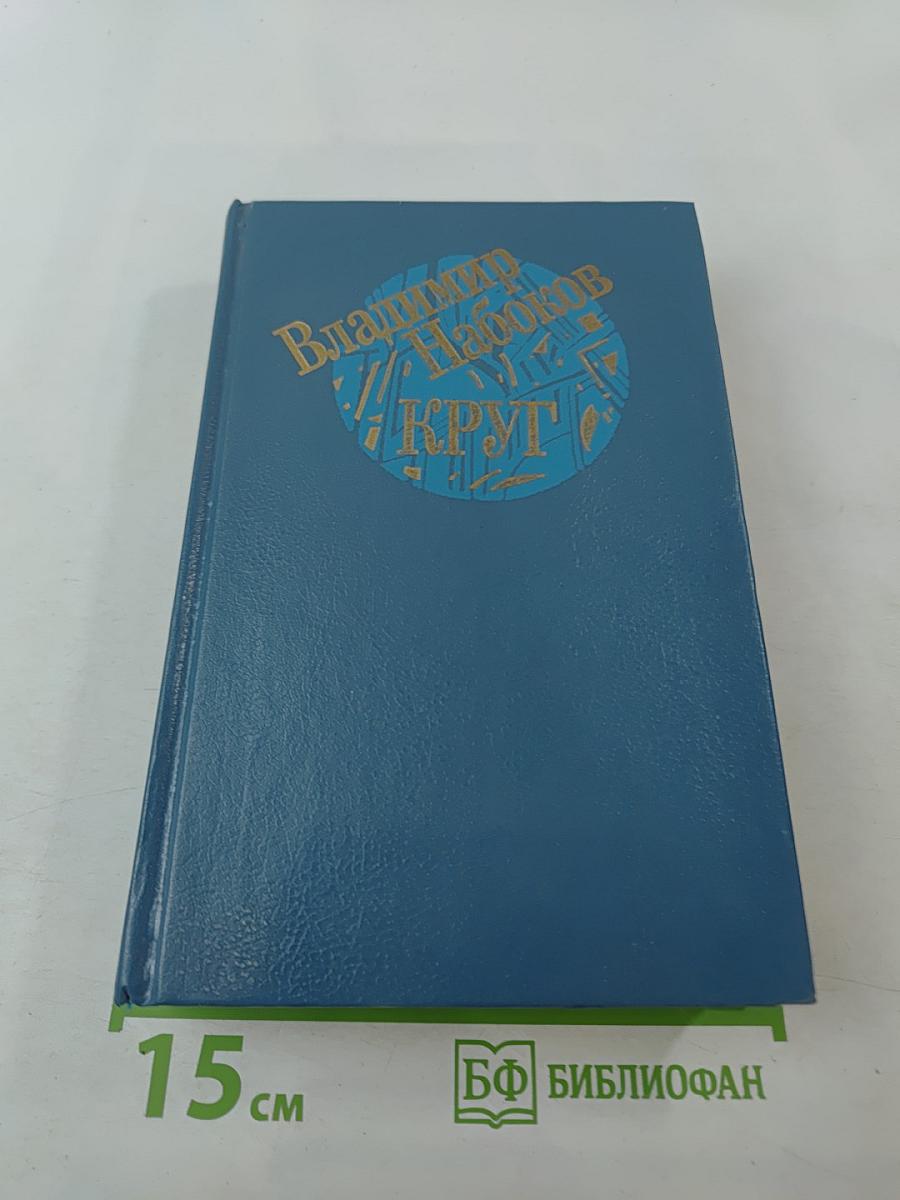 Владимир
Набоков
КРУГ
15 см
БФ БИБЛИОФАН